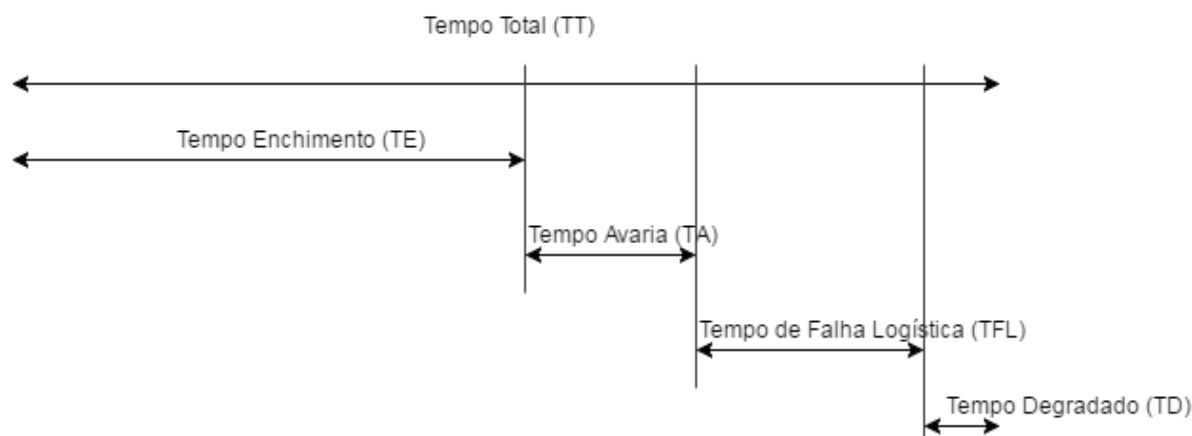 Tempo Total (TT)
Tempo Enchimento (TE)
Tempo Avaria (TA)
Tempo de Falha Logística (TFL)
Tempo Degradado (TD)